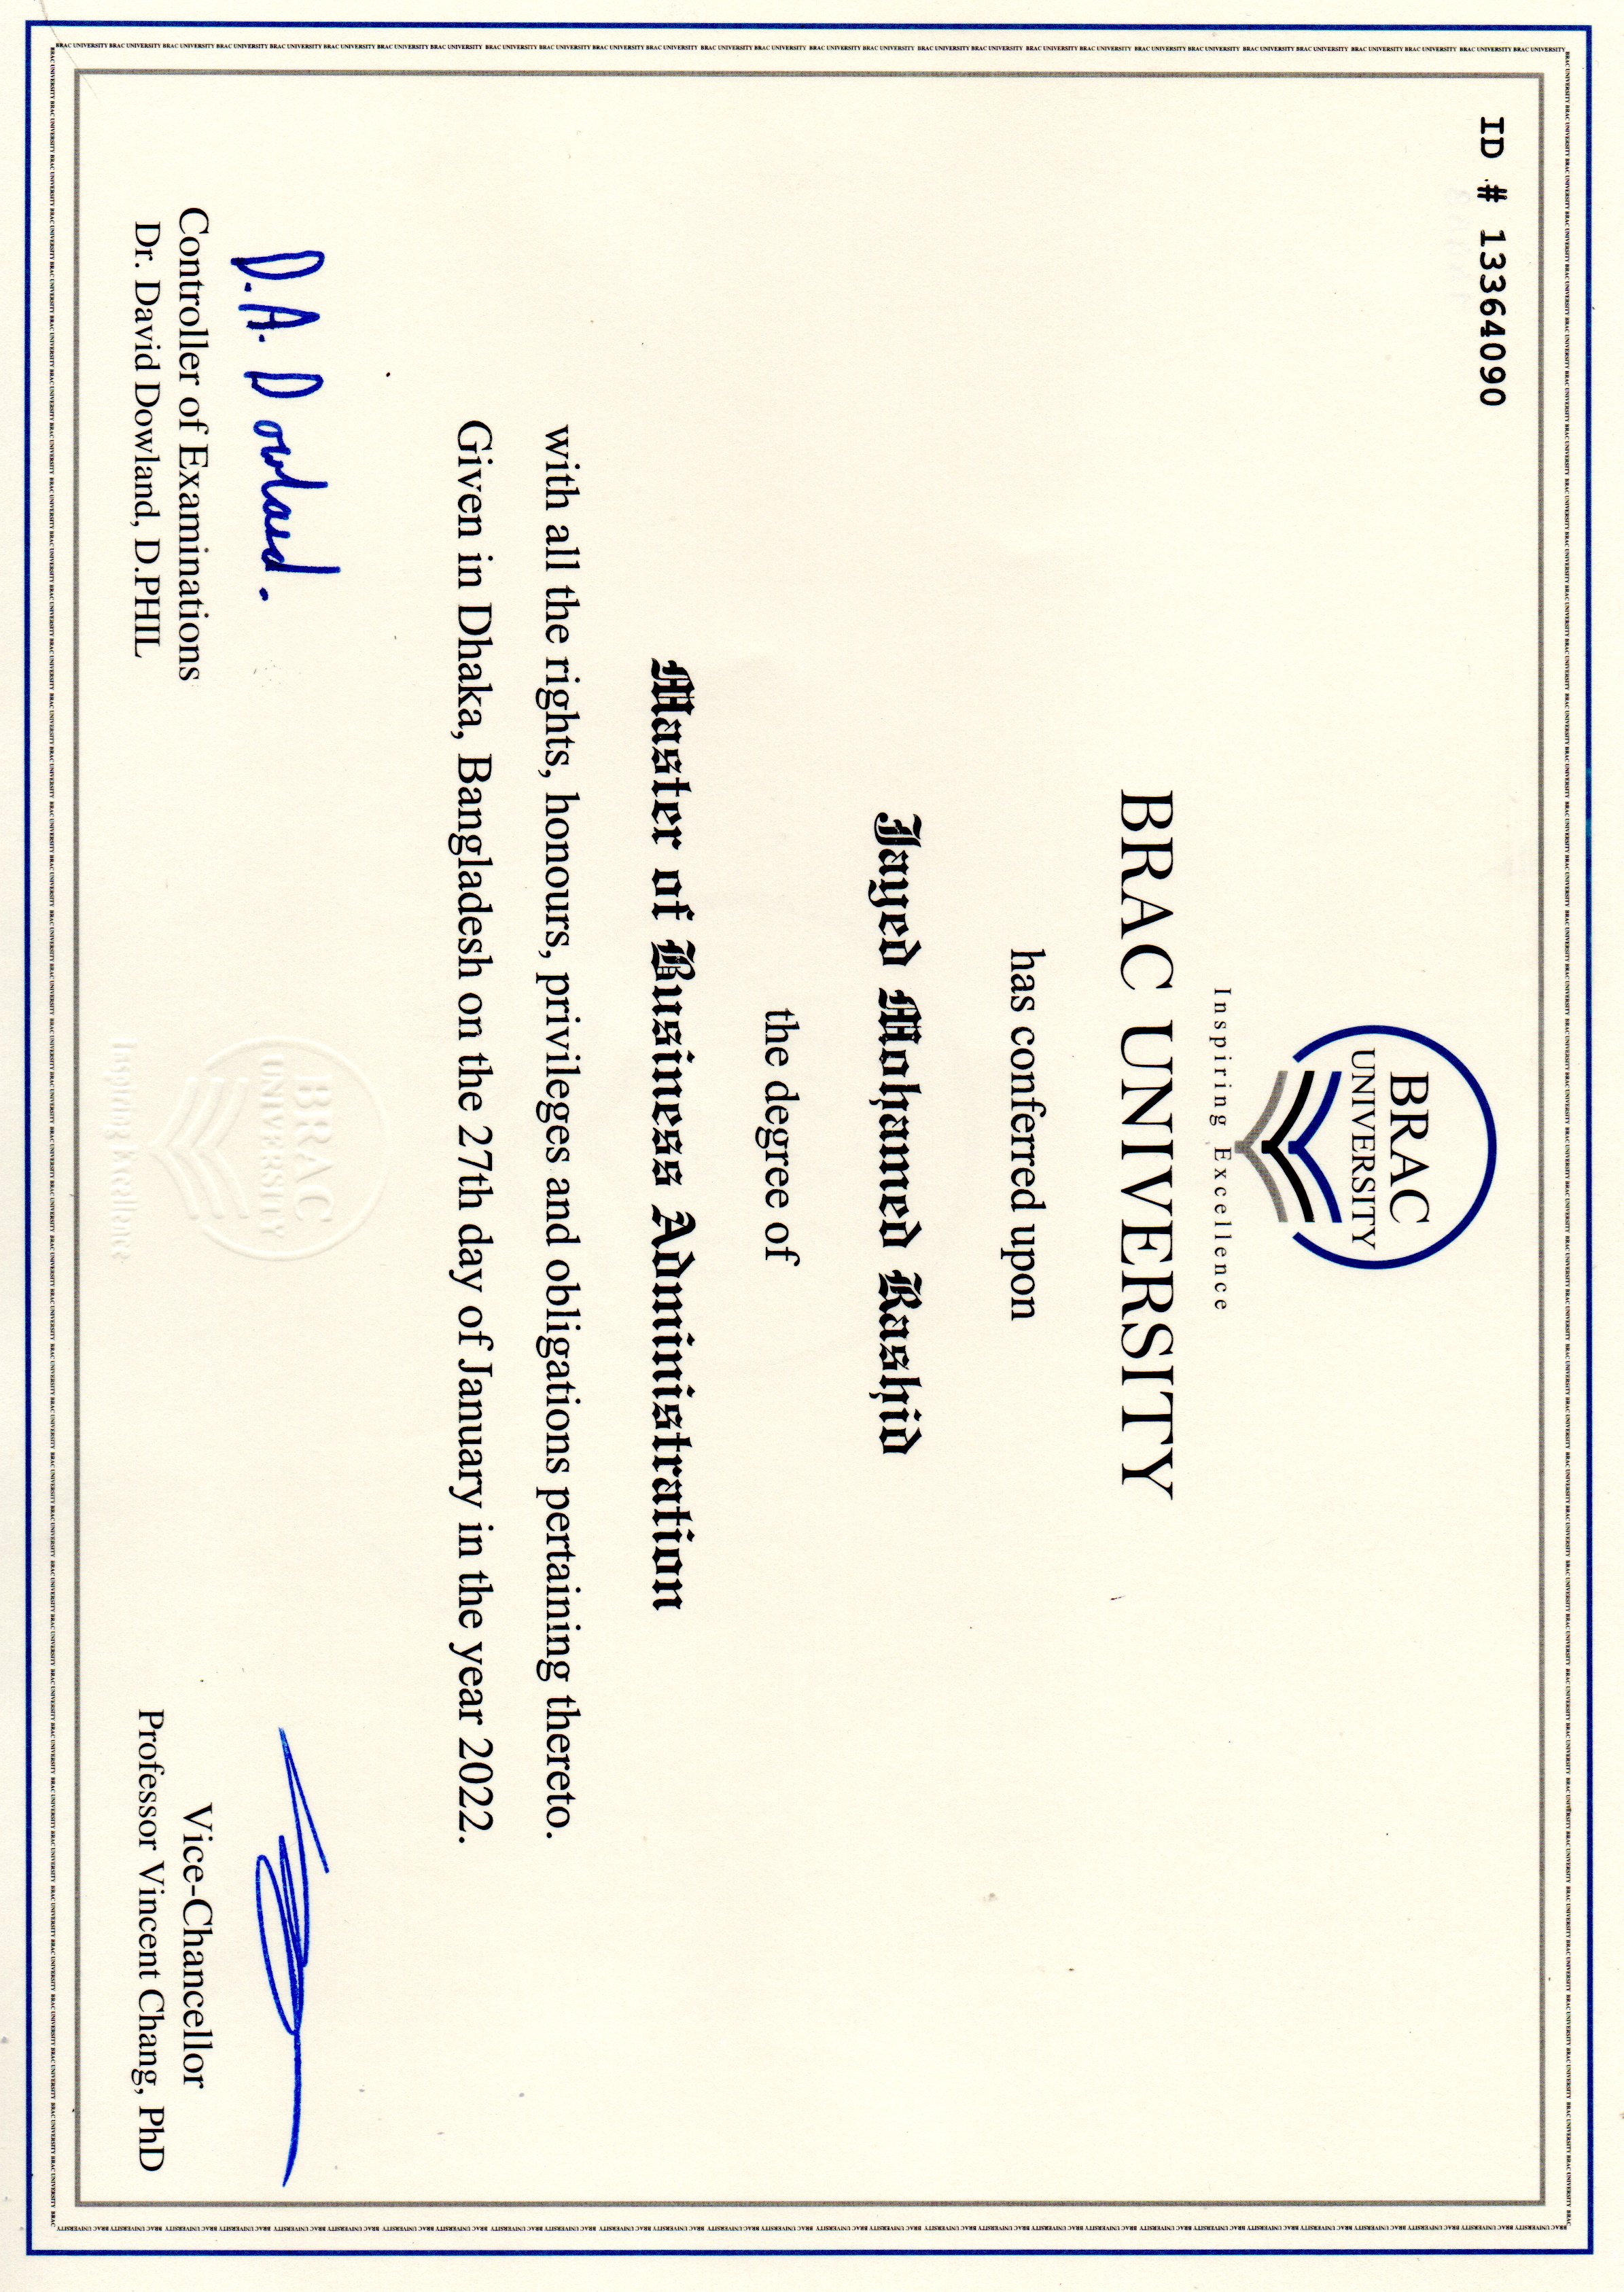 ID # 13364090
BRAC
UNIVERSITY
Inspiring Excellence
BRAC UNIVERSITY
has conferred upon
Jayed Mohamed Rashid
the degree of
Master of Business Administration
with all the rights, honours, privileges and obligations pertaining thereto.
Given in Dhaka, Bangladesh on the 27th day of January in the year 2022.
D.A. Dowland.
Controller of Examinations
Dr. David Dowland, D.PHIL
BRAC
UNIVERSITY
Inspiring Excellence
Vice-Chancellor
Professor Vincent Chang, PhD